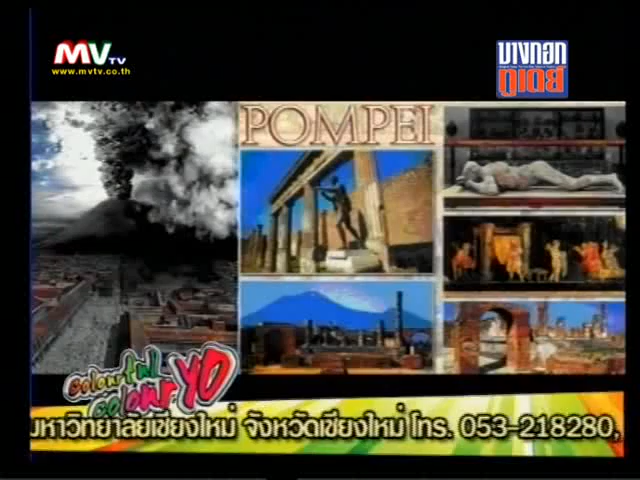 MVTV
www.mvtv.co.th
บางกอก
ทูเดย์
POMPEI
colourful
colour YO
มหาวิทยาลัยเชียงใหม่ จังหวัดเชียงใหม่ โทร. 053-218280,